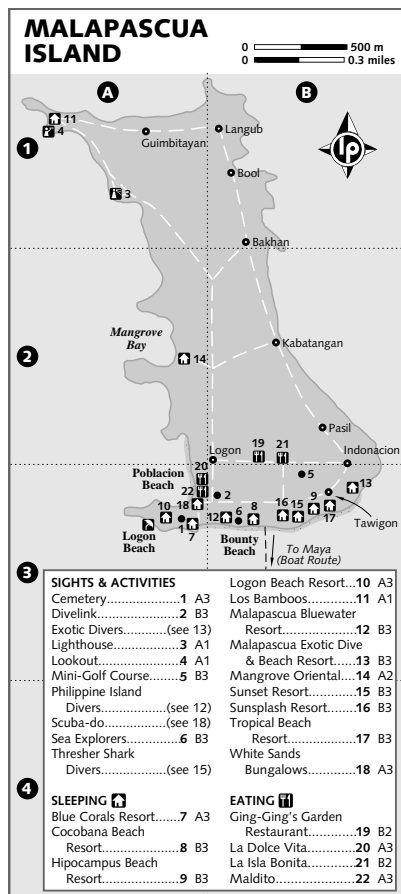 MALAPASCUA
ISLAND
0 500 m
0 0.3 miles
A B
11
4
1
Langub
Guimbitayan
lp
Bool
3
Bakhan
2
Mangrove
Bay
Kabatangan
14
Pasil
Logon
19 21
Indonacion
20
Poblacion
Beach
5
13
22
2
9
10 18
12 6 8 16 15 17
Tawigon
1 7
Logon
Beach
Bounty
Beach
To Maya
(Boat Route)
3
SIGHTS & ACTIVITIES
Cemetery......................1 A3
Divelink........................2 B3
Exotic Divers............(see 13)
Lighthouse...................3 A1
Lookout.......................4 A1
Mini-Golf Course..........5 B3
Philippine Island
Divers...................(see 12)
Scuba-do.................(see 18)
Sea Explorers................6 B3
Thresher Shark
Divers...................(see 15)
4
SLEEPING
Blue Corals Resort........7 A3
Cocobana Beach
Resort.......................8 B3
Hipocampus Beach
Resort.......................9 B3
Logon Beach Resort...10 A3
Los Bamboos..............11 A1
Malapascua Bluewater
Resort.....................12 B3
Malapascua Exotic Dive
& Beach Resort........13 B3
Mangrove Oriental.....14 A2
Sunset Resort.............15 B3
Sunsplash Resort........16 B3
Tropical Beach
Resort.....................17 B3
White Sands
Bungalows...............18 A3
EATING
Ging-Ging's Garden
Restaurant...............19 B2
La Dolce Vita..............20 A3
La Isla Bonita..............21 B2
Maldito......................22 A3